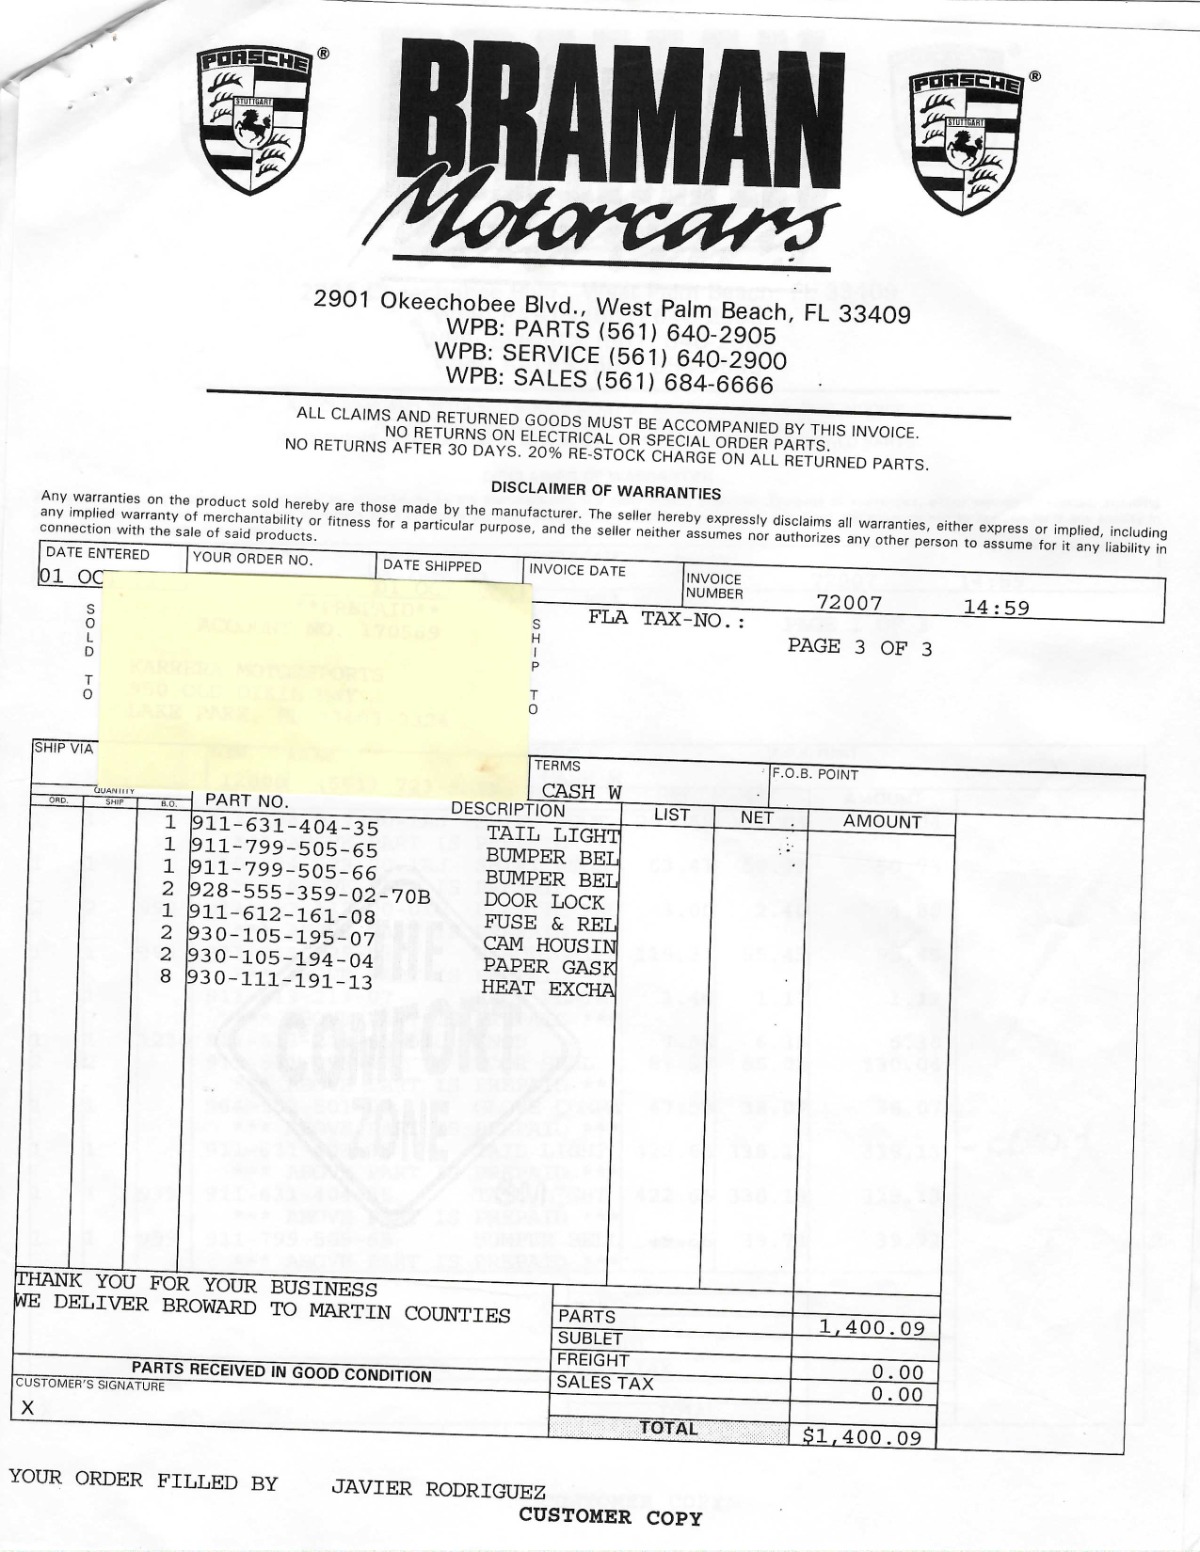 PORSCHE ®
STUTTGART
BRAMAN
Motorcars
PORSCHE ®
STUTTGART
2901 Okeechobee Blvd., West Palm Beach, FL 33409
WPB: PARTS (561) 640-2905
WPB: SERVICE (561) 640-2900
WPB: SALES (561) 684-6666
ALL CLAIMS AND RETURNED GOODS MUST BE ACCOMPANIED BY THIS INVOICE.
NO RETURNS ON ELECTRICAL OR SPECIAL ORDER PARTS.
NO RETURNS AFTER 30 DAYS. 20% RE-STOCK CHARGE ON ALL RETURNED PARTS.
DISCLAIMER OF WARRANTIES
Any warranties on the product sold hereby are those made by the manufacturer. The seller hereby expressly disclaims all warranties, either express or implied, including
any implied warranty of merchantability or fitness for a particular purpose, and the seller neither assumes nor authorizes any other person to assume for it any liability in
connection with the sale of said products.
DATE ENTERED YOUR ORDER NO. DATE SHIPPED INVOICE DATE INVOICE NUMBER
01 OC 72007 14:59
SOLD TO SHIP TO FLA TAX-NO.:
PAGE 3 OF 3
SHIP VIA TERMS F.O.B. POINT
CASH W
QUANTITY
ORD. SHIP B.O. PART NO. DESCRIPTION LIST NET AMOUNT
1 911-631-404-35 TAIL LIGHT
1 911-799-505-65 BUMPER BEL
1 911-799-505-66 BUMPER BEL
2 928-555-359-02-70B DOOR LOCK
1 911-612-161-08 FUSE & REL
2 930-105-195-07 CAM HOUSIN
2 930-105-194-04 PAPER GASK
8 930-111-191-13 HEAT EXCHA
THANK YOU FOR YOUR BUSINESS
WE DELIVER BROWARD TO MARTIN COUNTIES
PARTS 1,400.09
SUBLET
FREIGHT 0.00
SALES TAX 0.00
TOTAL $1,400.09
PARTS RECEIVED IN GOOD CONDITION
CUSTOMER'S SIGNATURE
X
YOUR ORDER FILLED BY JAVIER RODRIGUEZ
CUSTOMER COPY